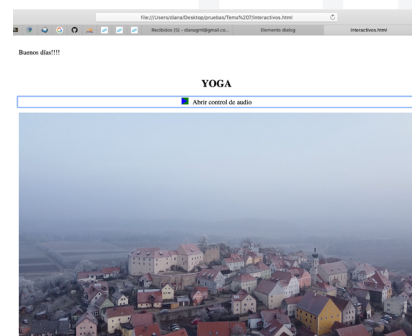 file:///Users/diana/Desktop/pruebas/Tema%207/interactivos.html
Recibidos (5) - dianagnl@gmail.co... Elemento dialog interactivos.html
Buenos días!!!!
YOGA
Abrir control de audio